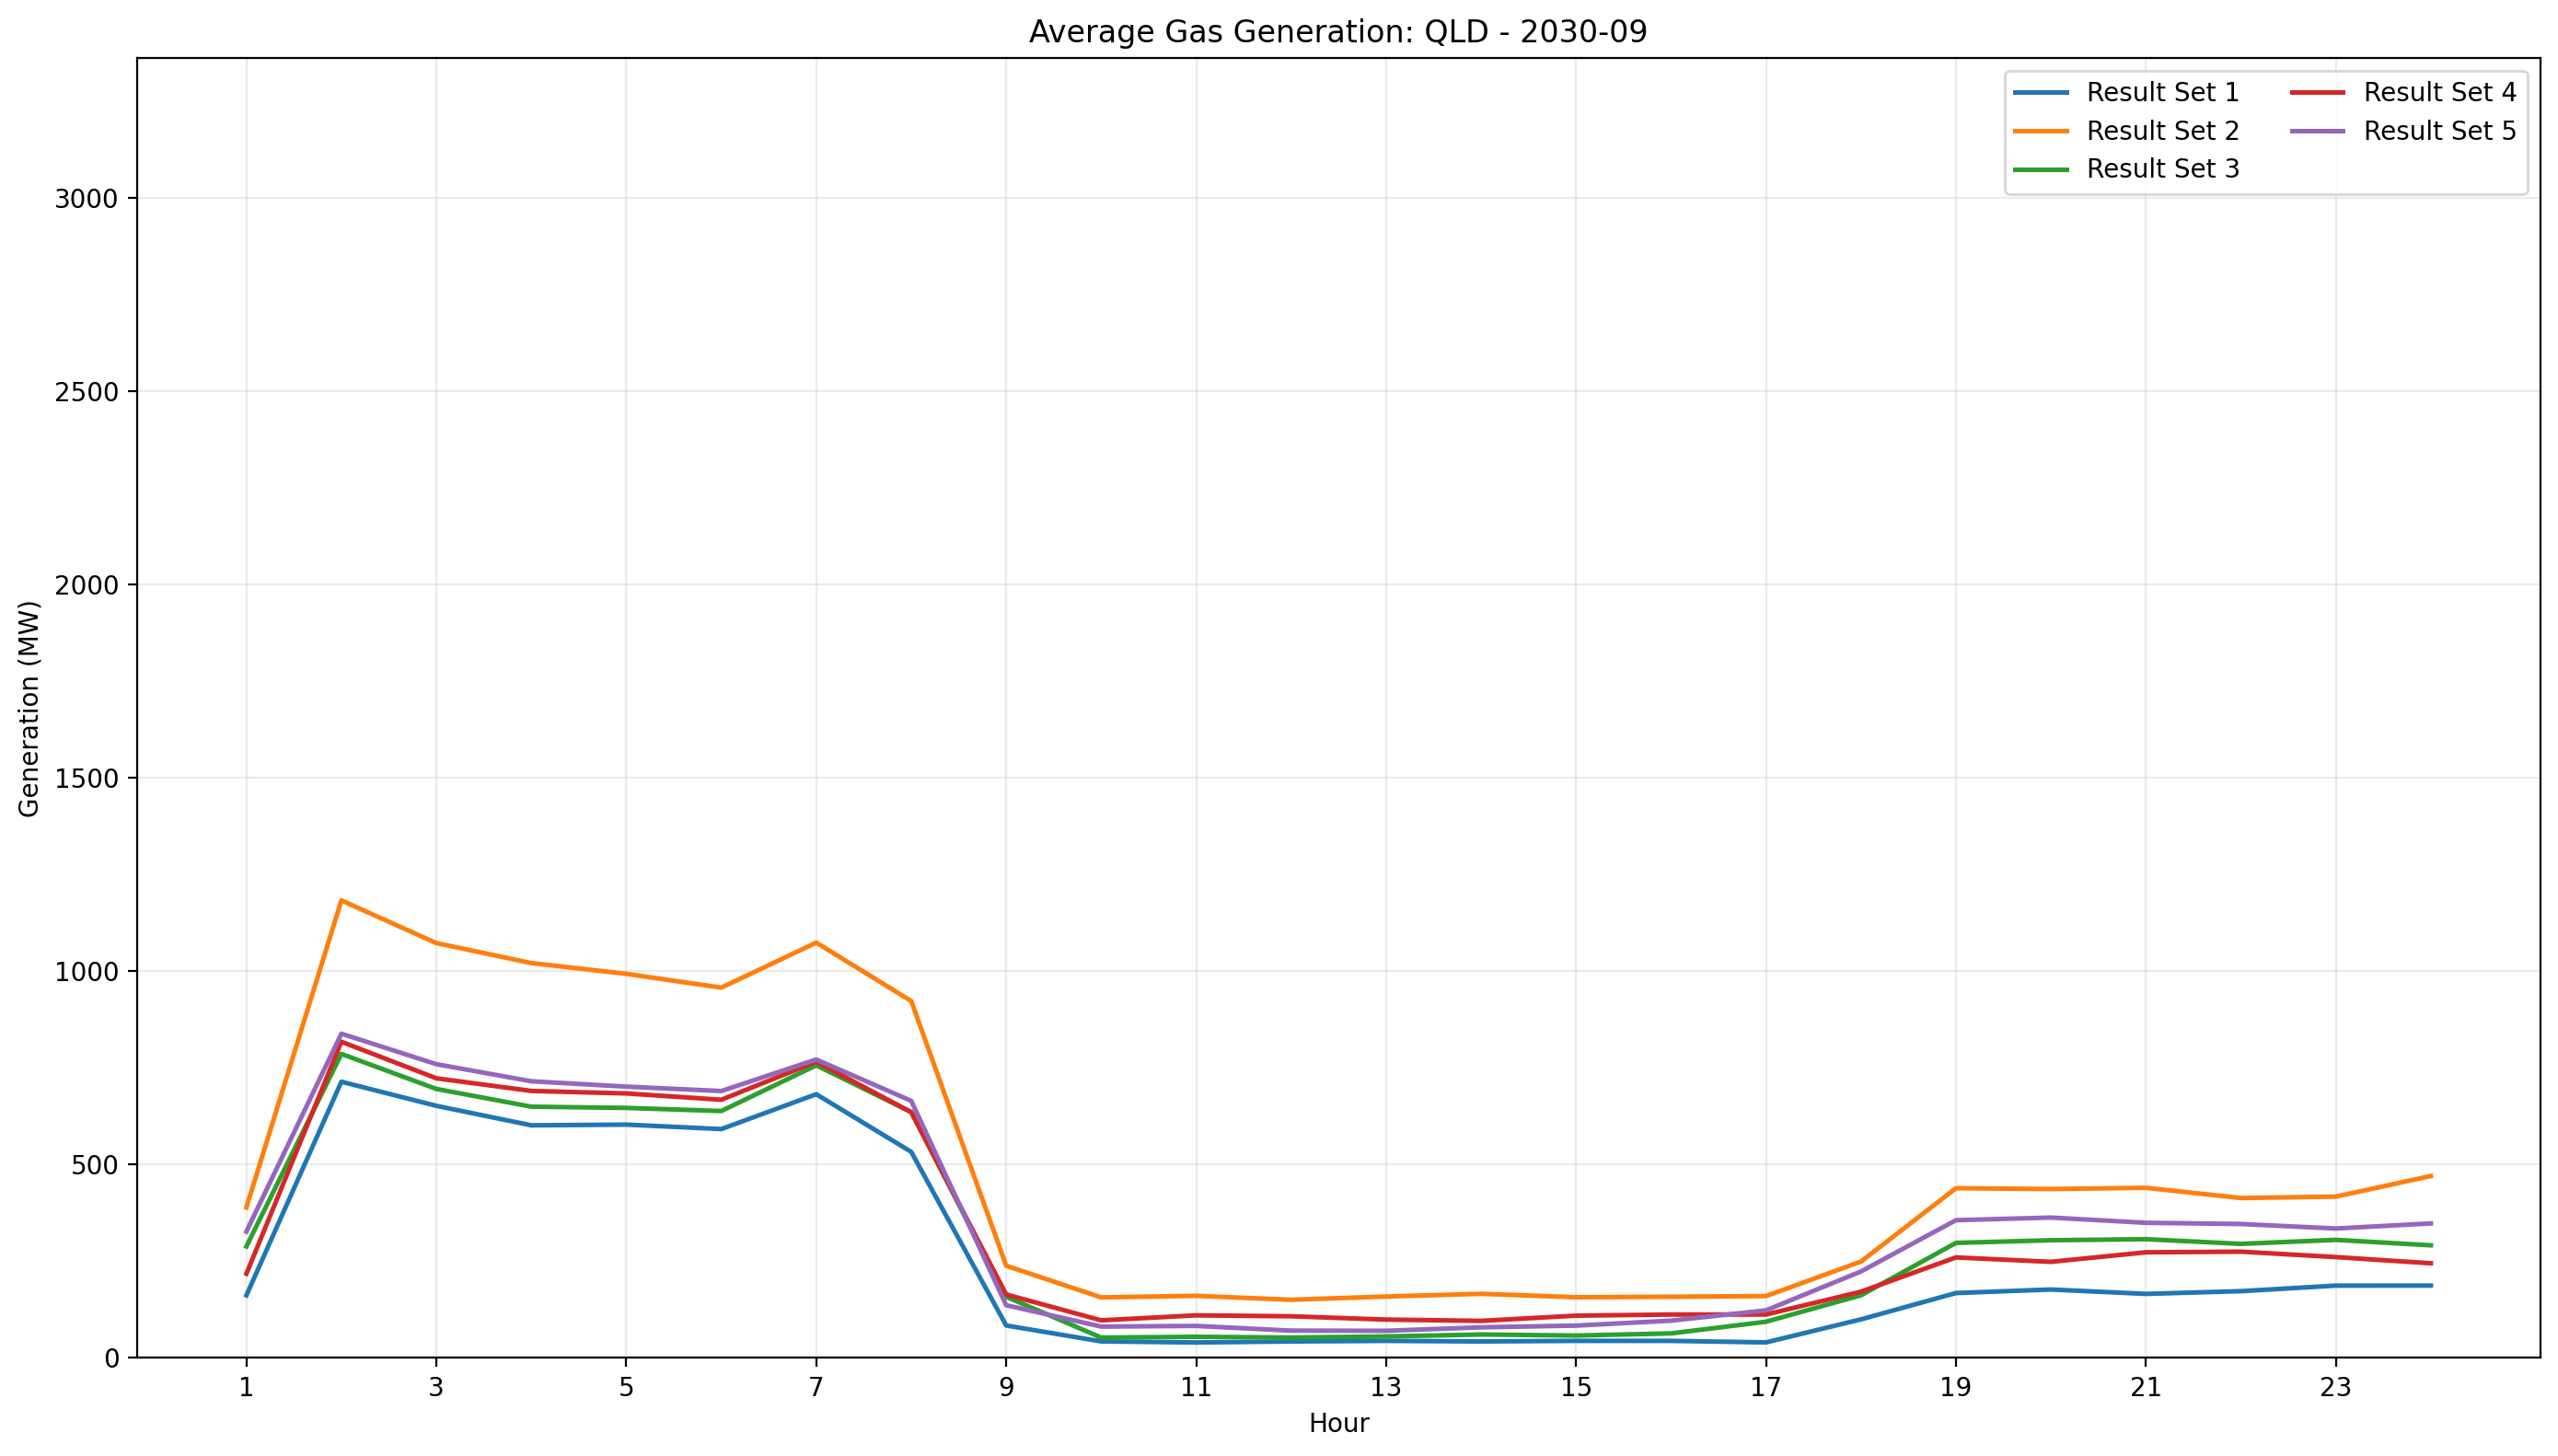 Average Gas Generation: QLD - 2030-09
Result Set 1
Result Set 2
Result Set 3
Result Set 4
Result Set 5
Generation (MW)
3000
2500
2000
1500
1000
500
0
1 3 5 7 9 11 13 15 17 19 21 23
Hour